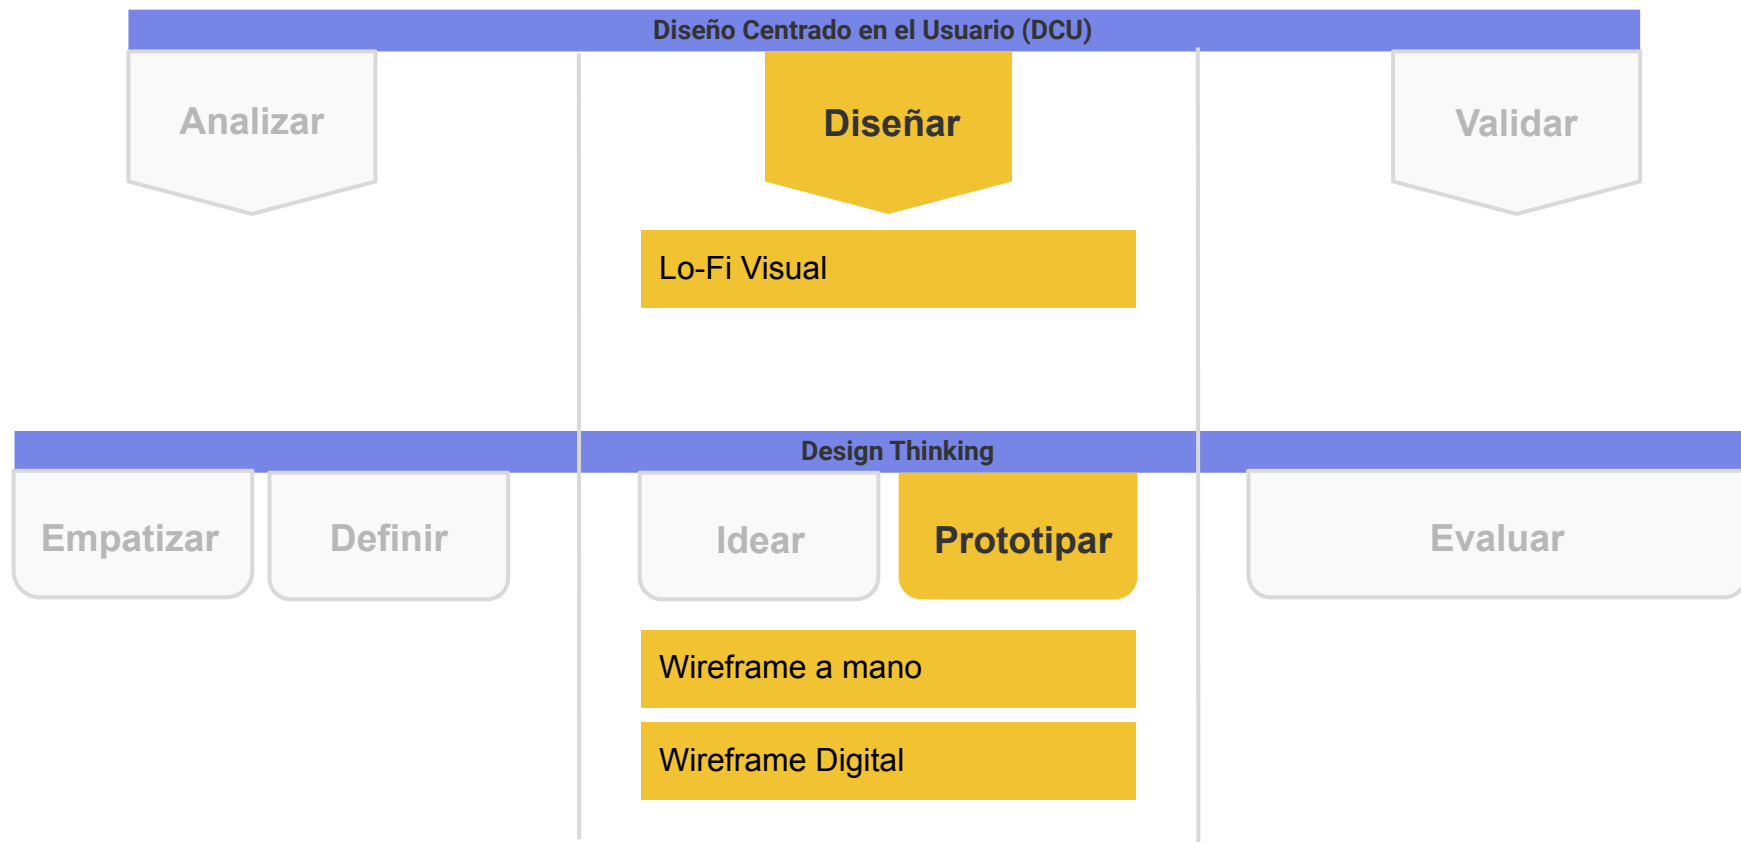 Diseño Centrado en el Usuario (DCU)
Analizar
Diseñar
Validar
Lo-Fi Visual
Design Thinking
Empatizar
Definir
Idear
Prototipar
Evaluar
Wireframe a mano
Wireframe Digital